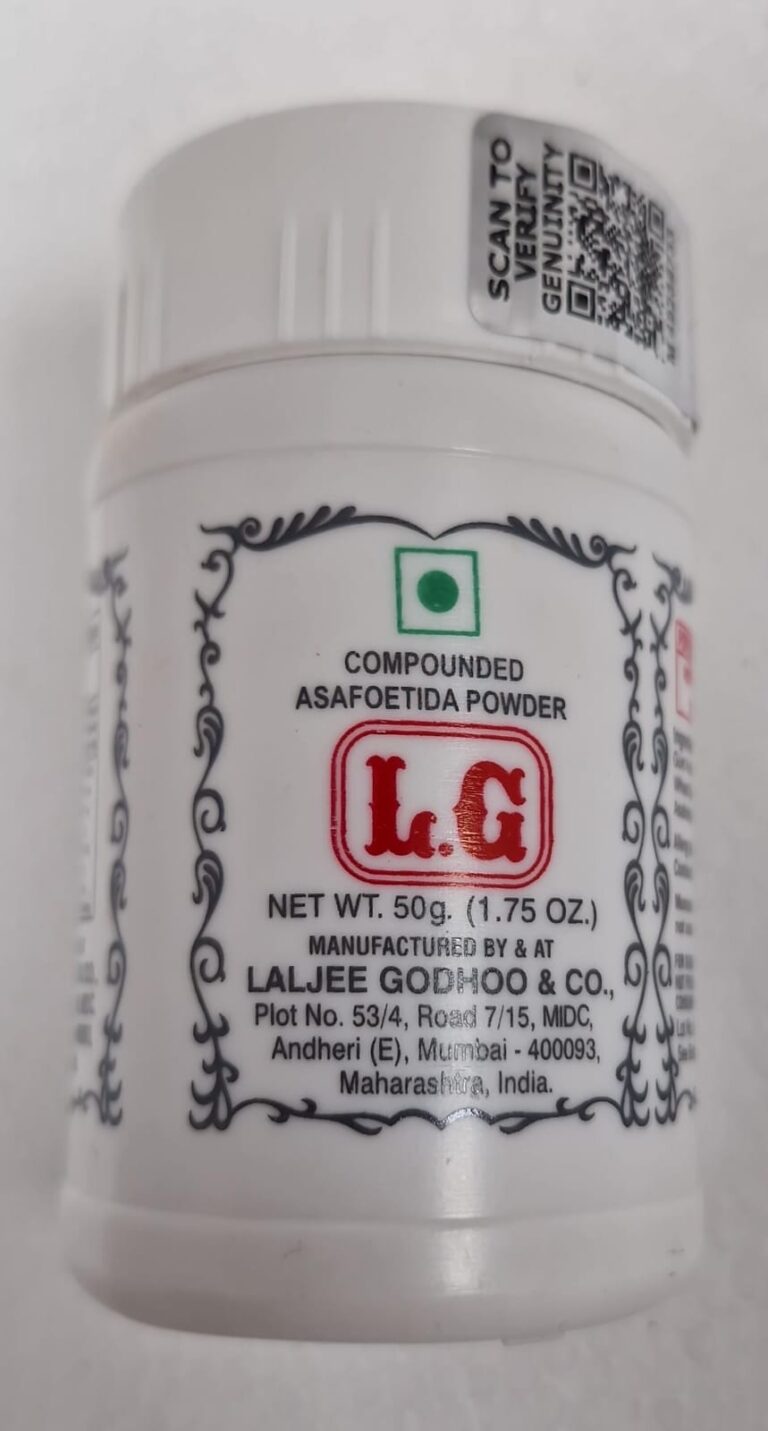 SCAN TO
VERIFY
GENUINITY
COMPOUNDED
ASAFOETIDA POWDER
L.G
NET WT. 50g. (1.75 OZ.)
MANUFACTURED BY & AT
LALJEE GODHOO & CO.,
Plot No. 53/4, Road 7/15, MIDC,
Andheri (E), Mumbai - 400093,
Maharashtra, India.